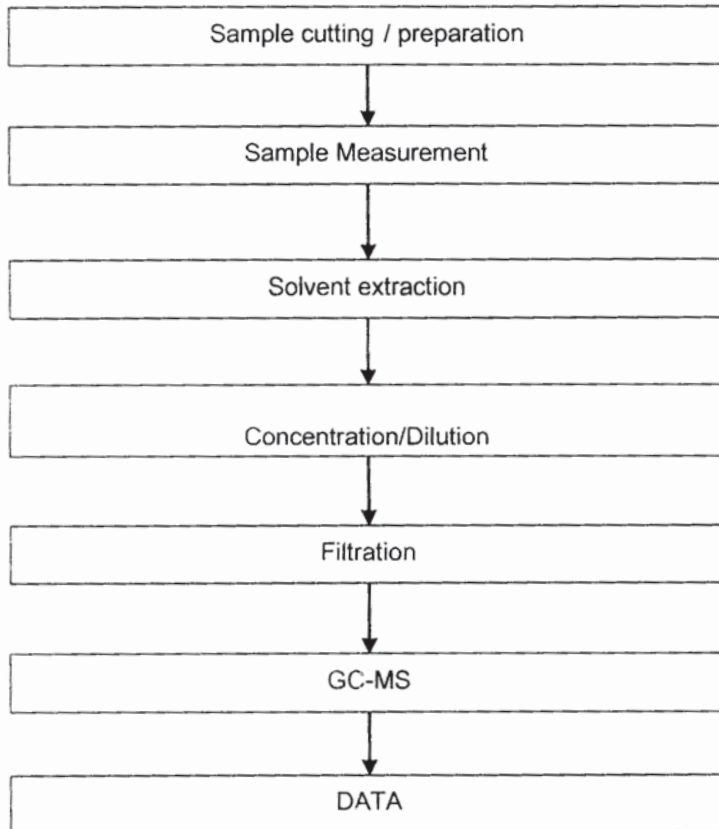 Sample cutting / preparation
Sample Measurement
Solvent extraction
Concentration/Dilution
Filtration
GC-MS
DATA